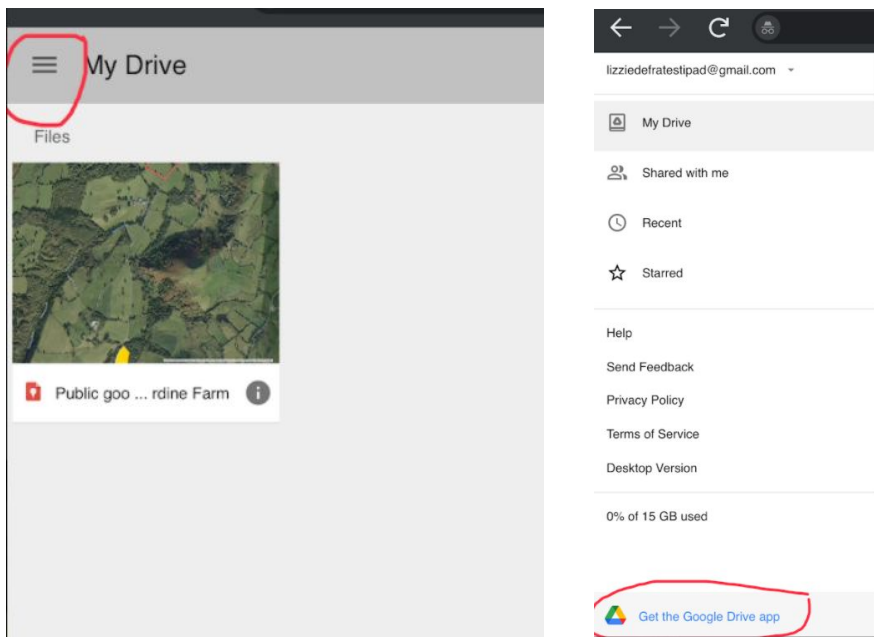 My Drive
Files
Public goo ... rdine Farm
lizziedefratestipad@gmail.com
My Drive
Shared with me
Recent
Starred
Help
Send Feedback
Privacy Policy
Terms of Service
Desktop Version
0% of 15 GB used
Get the Google Drive app